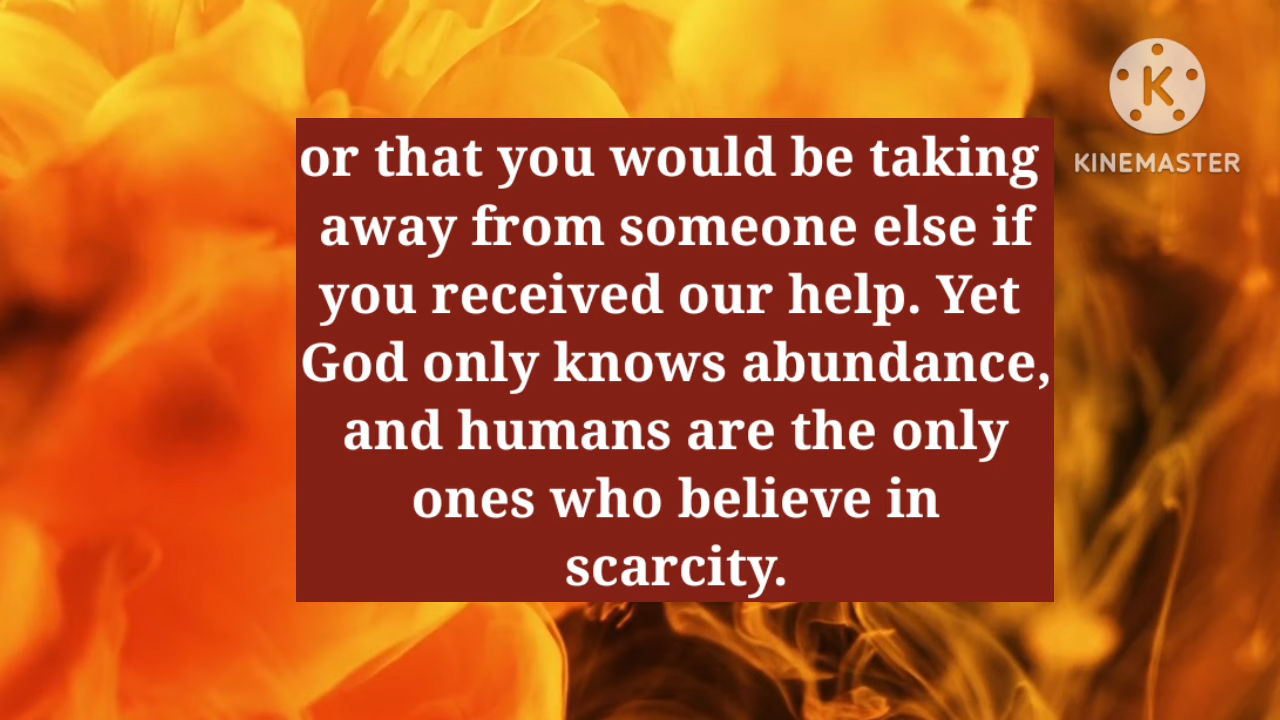 or that you would be taking
away from someone else if
you received our help. Yet
God only knows abundance,
and humans are the only
ones who believe in
scarcity.
K
KINEMASTER